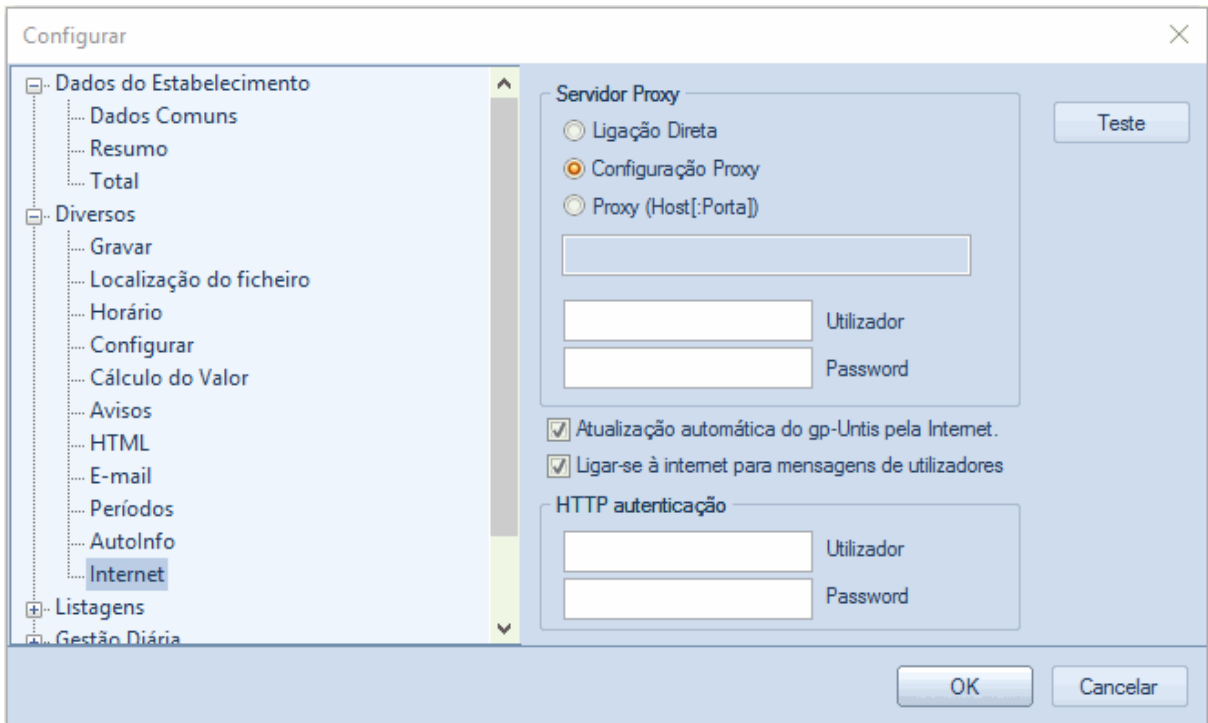 Configurar
Dados do Estabelecimento
Dados Comuns
Resumo
Total
Diversos
Gravar
Localização do ficheiro
Horário
Configurar
Cálculo do Valor
Avisos
HTML
E-mail
Períodos
AutoInfo
Internet
Listagens
Gestão Diária
Servidor Proxy
Ligação Direta
Configuração Proxy
Proxy (Host[:Porta])
Utilizador
Password
Atualização automática do gp-Untis pela Internet.
Ligar-se à internet para mensagens de utilizadores
HTTP autenticação
Utilizador
Password
Teste
OK
Cancelar